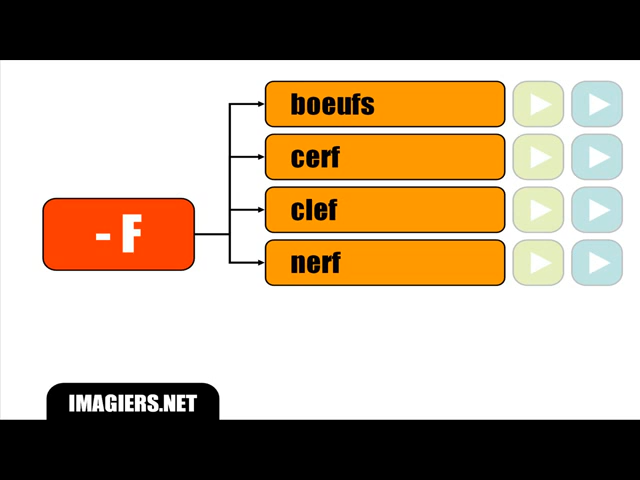 boeufs
cerf
clef
- F
nerf
IMAGIERS.NET